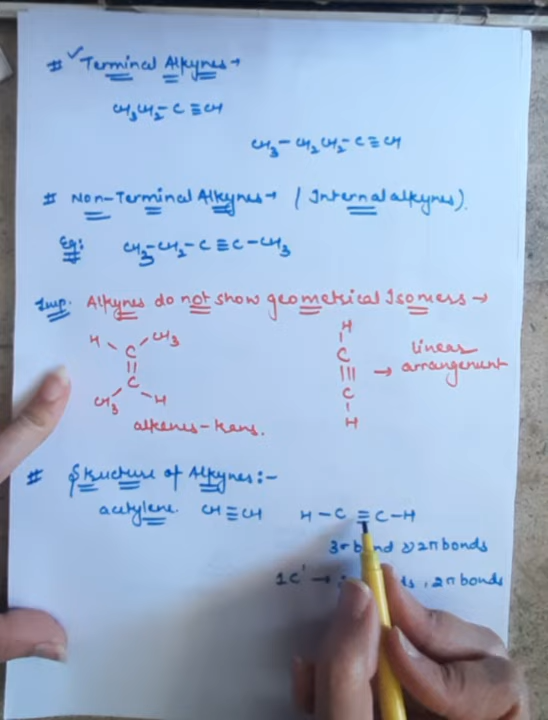 # ✓ Terminal Alkynes →
CH3CH2 - C ≡ CH
CH3 - CH2CH2 - C ≡ CH
# Non-Terminal Alkynes → (Internal alkynes).
Eg: CH3-CH2-C ≡ C-CH3
Imp. Alkynes do not show geometrical Isomers →
H
CH3
C
||
C
CH3
H
alkenes-trans.
H
C
|||
C
H
→ linear
arrangement
# Structure of Alkynes:-
acetylene. CH ≡ CH H - C ≡ C - H
3σ bond & 2π bonds
1C →
, 2π bonds